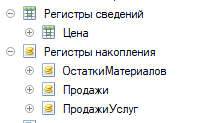 Регистры сведений
Цена
Регистры накопления
ОстаткиМатериалов
Продажи
ПродажиУслуг